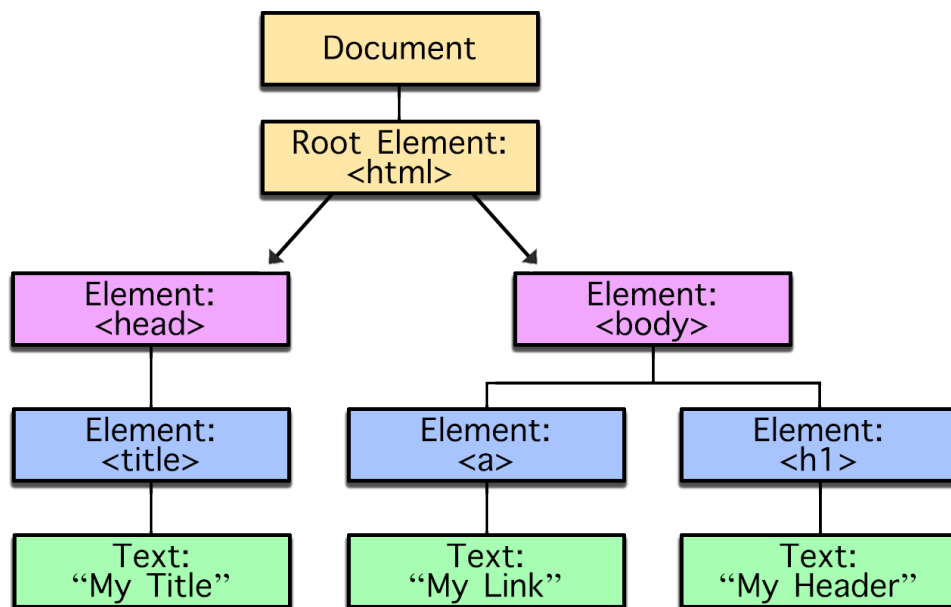 Document
Root Element:
<html>
Element:
<head>
Element:
<body>
Element:
<title>
Element:
<a>
Element:
<h1>
Text:
“My Title”
Text:
“My Link”
Text:
“My Header”